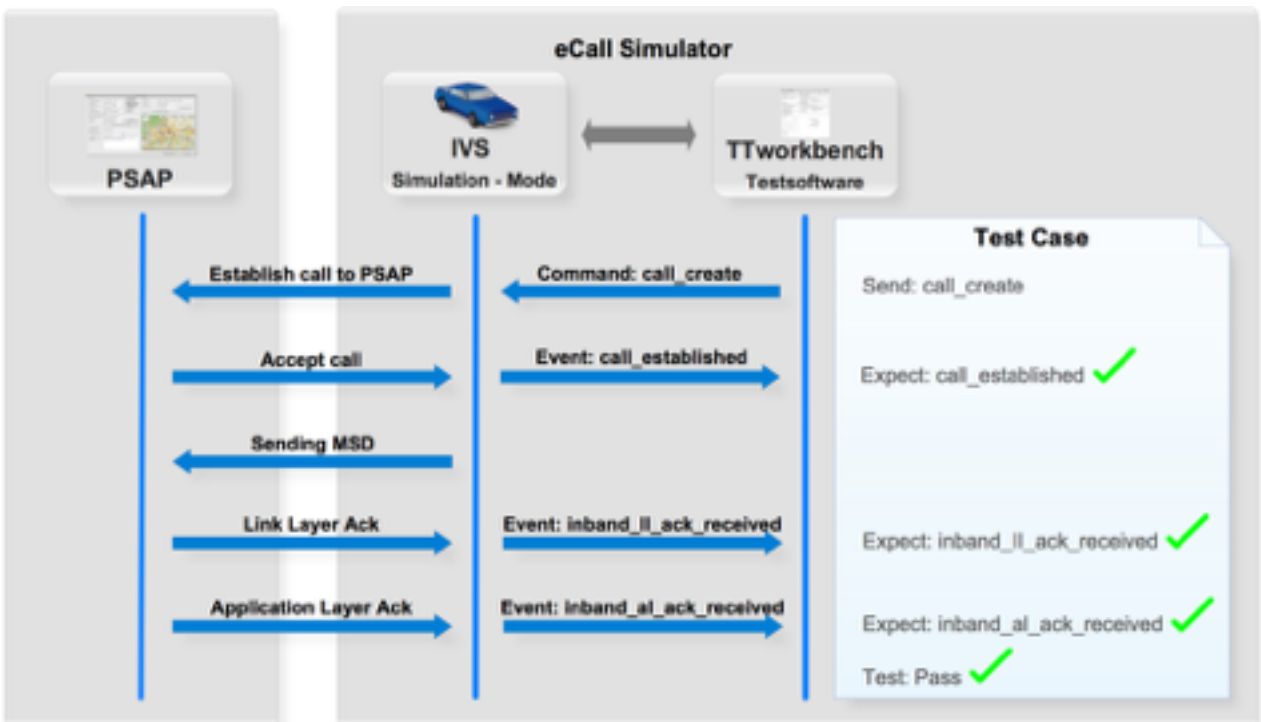 eCall Simulator
PSAP
IVS
Simulation - Mode
TTworkbench
Testsoftware
Test Case
Establish call to PSAP
Command: call_create
Send: call_create
Accept call
Event: call_established
Expect: call_established
Sending MSD
Link Layer Ack
Event: inband_ll_ack_received
Expect: inband_ll_ack_received
Application Layer Ack
Event: inband_al_ack_received
Expect: inband_al_ack_received
Test: Pass